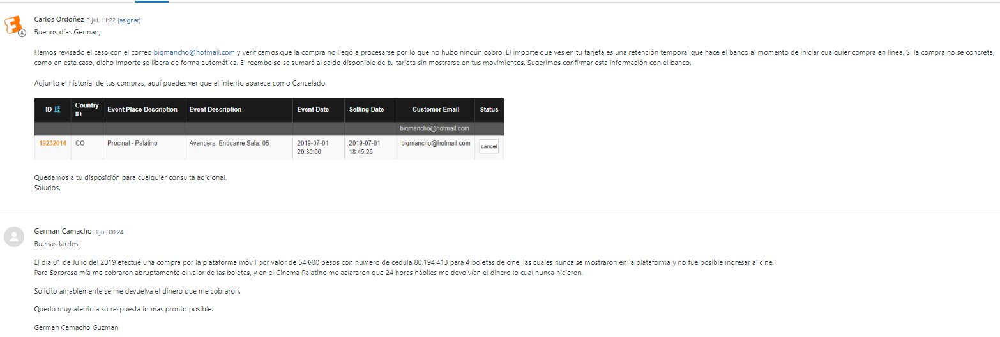 Carlos Ordoñez 3 jul. 11:22 (asignar)
Buenos días German,
Hemos revisado el caso con el correo bigmancho@hotmail.com y verificamos que la compra no llegó a procesarse por lo que no hubo ningún cobro. El importe que ves en tu tarjeta es una retención temporal que hace el banco al momento de iniciar cualquier compra en línea. Si la compra no se concreta,
como en este caso, dicho importe se libera de forma automática. El reembolso se sumará al saldo disponible de tu tarjeta sin mostrarse en tus movimientos. Sugerimos confirmar esta información con el banco.
Adjunto el historial de tus compras, aquí puedes ver que el intento aparece como Cancelado.
ID Country ID Event Place Description Event Description Event Date Selling Date Customer Email Status
bigmancho@hotmail.com
19232014 CO Procinal - Palatino Avengers: Endgame Sala: 05 2019-07-01 20:30:00 2019-07-01 18:45:26 bigmancho@hotmail.com cancel
Quedamos a tu disposición para cualquier consulta adicional.
Saludos.
German Camacho 3 jul. 08:24
Buenas tardes,
El dia 01 de Julio del 2019 efectué una compra por la plataforma móvil por valor de 54,600 pesos con numero de cedula 80.194.413 para 4 boletas de cine, las cuales nunca se mostraron en la plataforma y no fue posible ingresar al cine.
Para Sorpresa mía me cobraron abruptamente el valor de las boletas, y en el Cinema Palatino me aclararon que 24 horas hábiles me devolvían el dinero lo cual nunca hicieron.
Solicito amablemente se me devuelva el dinero que me cobraron.
Quedo muy atento a su respuesta lo mas pronto posible.
German Camacho Guzman